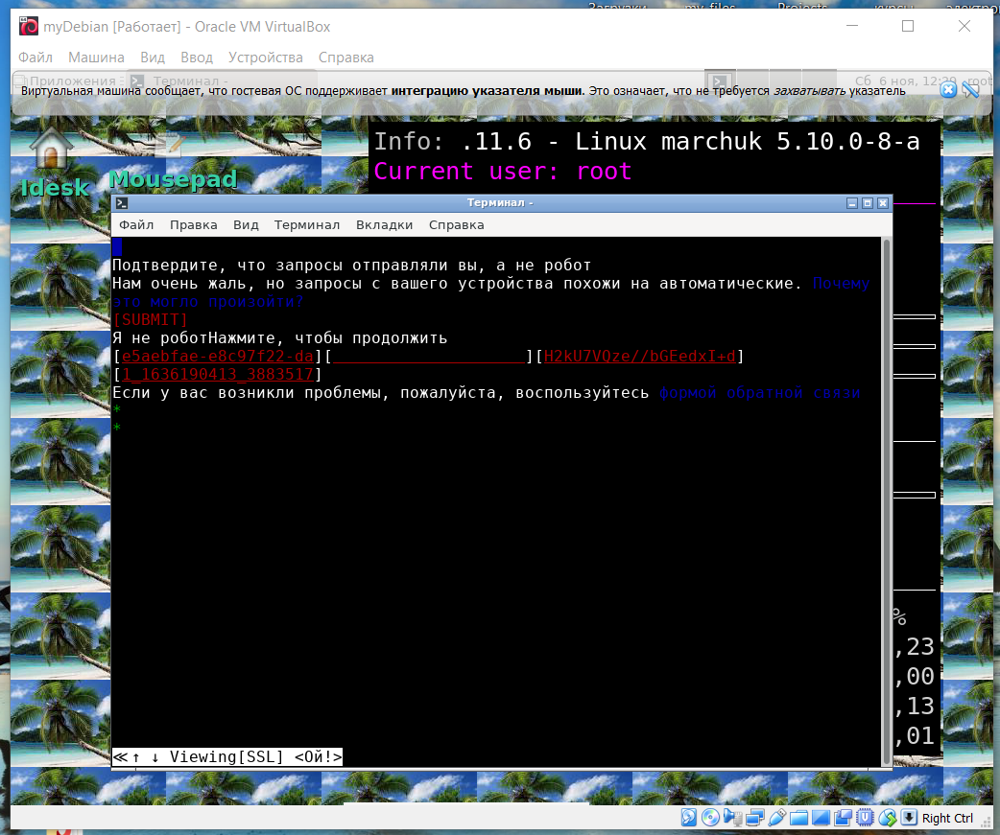 Загрузки my_files Projects курсы электро
myDebian [Работает] - Oracle VM VirtualBox
Файл Машина Вид Ввод Устройства Справка
Приложения Терминал - Сб 6 ноя, 12:29 root
Виртуальная машина сообщает, что гостевая ОС поддерживает интеграцию указателя мыши. Это означает, что не требуется захватывать указатель
Info: .11.6 - Linux marchuk 5.10.0-8-a
Current user: root
Idesk Mousepad
Терминал -
Файл Правка Вид Терминал Вкладки Справка
Подтвердите, что запросы отправляли вы, а не робот
Нам очень жаль, но запросы с вашего устройства похожи на автоматические. Почему
это могло произойти?
[SUBMIT]
Я не роботНажмите, чтобы продолжить
[e5aebfae-e8c97f22-da][____________________][H2kU7VQze//bGEedxI+d]
[1_1636190413_3883517]
Если у вас возникли проблемы, пожалуйста, воспользуйтесь формой обратной связи
*
*
%
,23
,00
,13
,01
≪↑ ↓ Viewing[SSL] <Ой!>
Right Ctrl